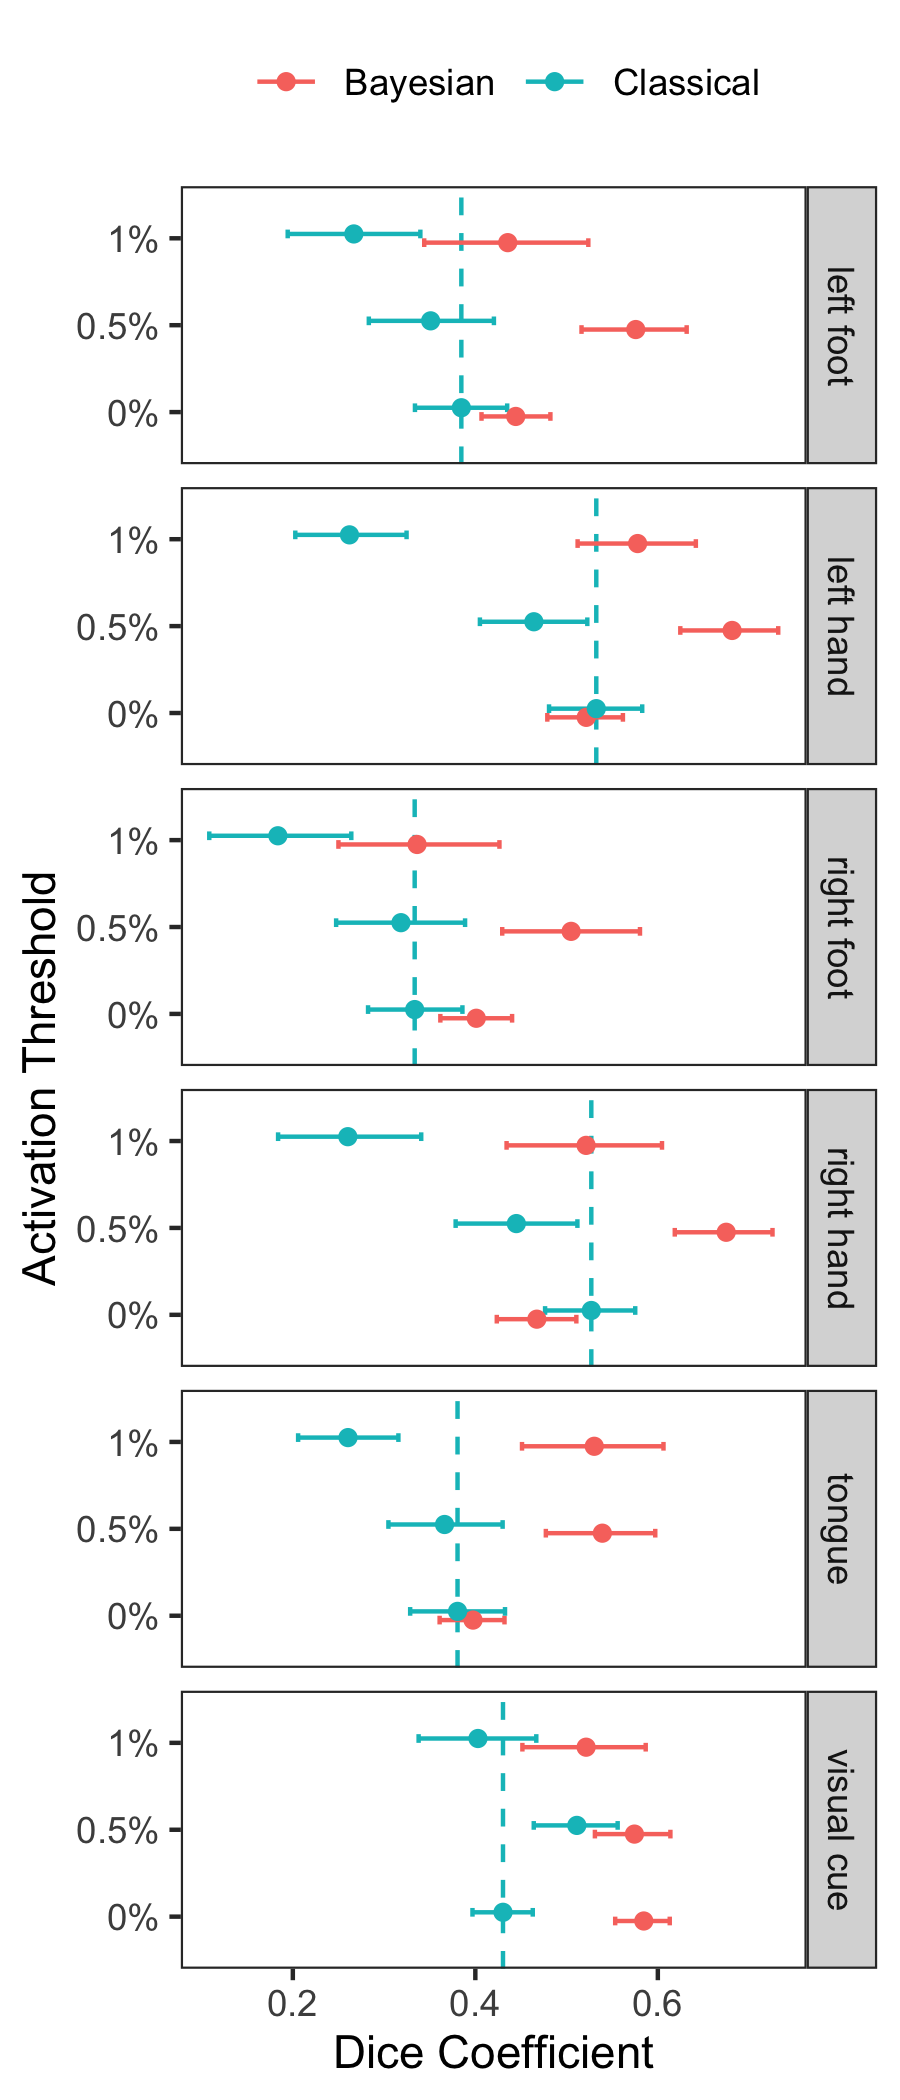 Bayesian Classical
Activation Threshold
1%
0.5%
0%
left foot
1%
0.5%
0%
left hand
1%
0.5%
0%
right foot
1%
0.5%
0%
right hand
1%
0.5%
0%
tongue
1%
0.5%
0%
visual cue
0.2 0.4 0.6
Dice Coefficient